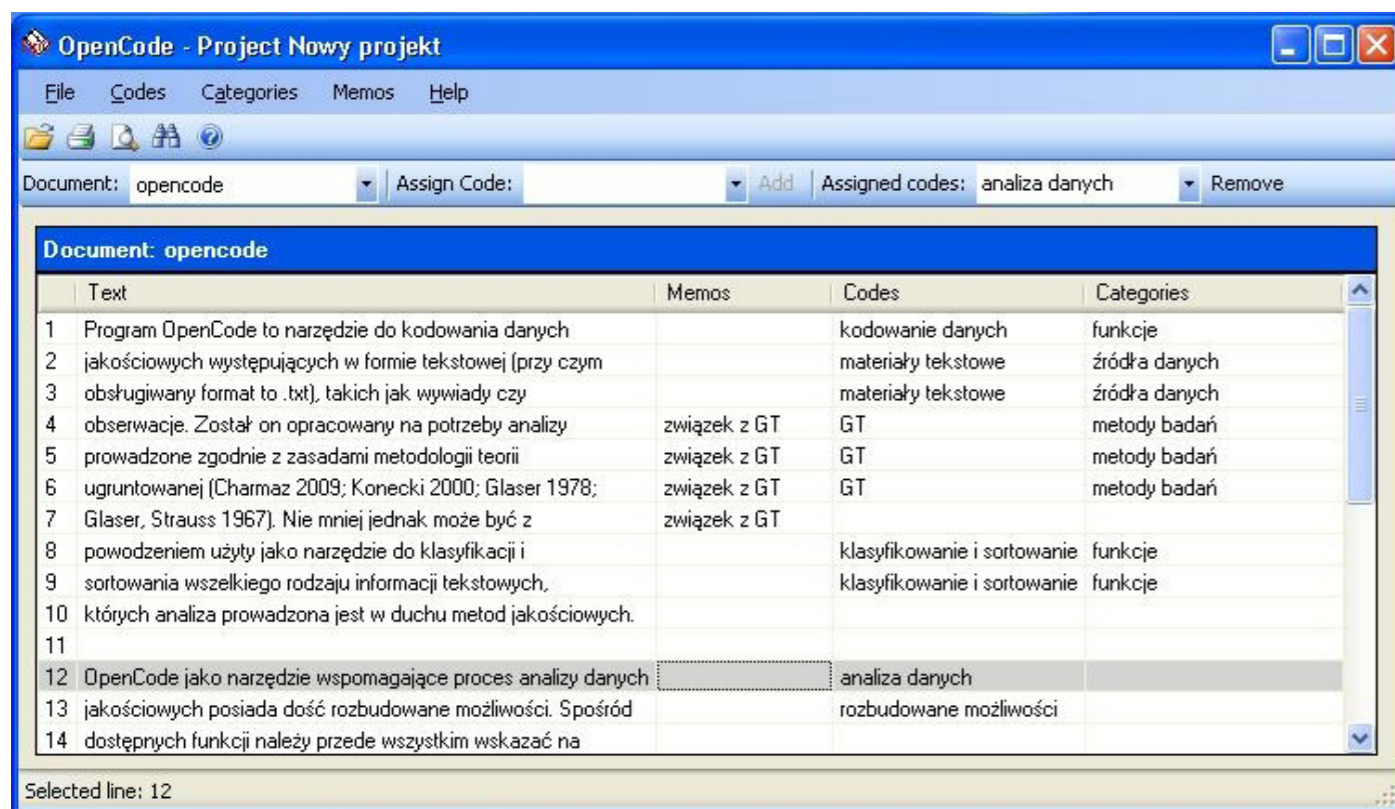 OpenCode - Project Nowy projekt
File Codes Categories Memos Help
Document: opencode Assign Code: Add Assigned codes: analiza danych Remove
Document: opencode
Text Memos Codes Categories
1 Program OpenCode to narzędzie do kodowania danych kodowanie danych funkcje
2 jakościowych występujących w formie tekstowej (przy czym materiały tekstowe źródła danych
3 obsługiwany format to .txt), takich jak wywiady czy materiały tekstowe źródła danych
4 obserwacje. Został on opracowany na potrzeby analizy związek z GT GT metody badań
5 prowadzone zgodnie z zasadami metodologii teorii związek z GT GT metody badań
6 ugruntowanej (Charmaz 2009; Konecki 2000; Glaser 1978; związek z GT GT metody badań
7 Glaser, Strauss 1967). Nie mniej jednak może być z związek z GT
8 powodzeniem użyty jako narzędzie do klasyfikacji i klasyfikowanie i sortowanie funkcje
9 sortowania wszelkiego rodzaju informacji tekstowych, klasyfikowanie i sortowanie funkcje
10 których analiza prowadzona jest w duchu metod jakościowych.
11
12 OpenCode jako narzędzie wspomagające proces analizy danych analiza danych
13 jakościowych posiada dość rozbudowane możliwości. Spośród rozbudowane możliwości
14 dostępnych funkcji należy przede wszystkim wskazać na
Selected line: 12